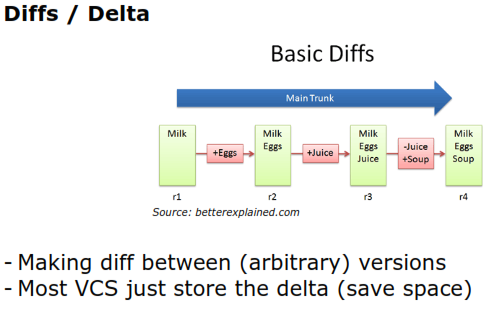 Diffs / Delta
Basic Diffs
Main Trunk
Milk
+Eggs
Milk
Eggs
+Juice
Milk
Eggs
Juice
-Juice
+Soup
Milk
Eggs
Soup
r1
r2
r3
r4
Source: betterexplained.com
- Making diff between (arbitrary) versions
- Most VCS just store the delta (save space)